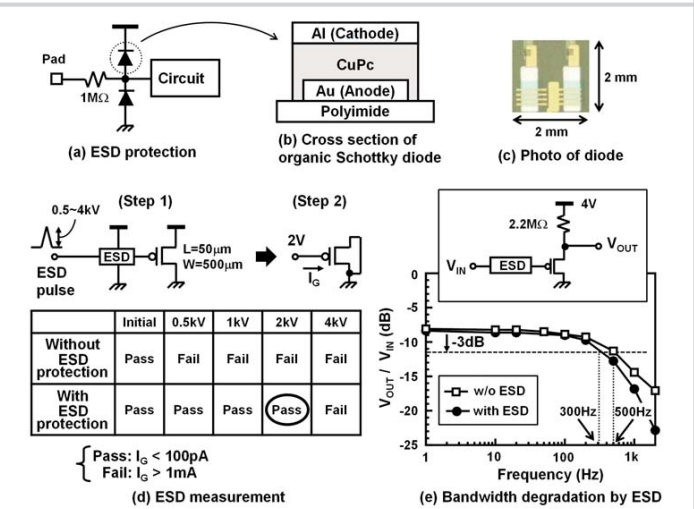 Pad
1MΩ
Circuit
(a) ESD protection
Al (Cathode)
CuPc
Au (Anode)
Polyimide
(b) Cross section of
organic Schottky diode
2 mm
2 mm
(c) Photo of diode
(Step 1)
0.5~4kV
ESD
pulse
ESD
L=50μm
W=500μm
(Step 2)
2V
IG
Initial 0.5kV 1kV 2kV 4kV
Without
ESD
protection
Pass Fail Fail Fail Fail
With
ESD
protection
Pass Pass Pass Pass Fail
Pass: IG < 100pA
Fail: IG > 1mA
(d) ESD measurement
4V
2.2MΩ
VOUT
VIN
ESD
VOUT / VIN (dB)
0
-5
-10
-15
-20
-25
-3dB
w/o ESD
with ESD
300Hz
500Hz
1 10 100 1k
Frequency (Hz)
(e) Bandwidth degradation by ESD